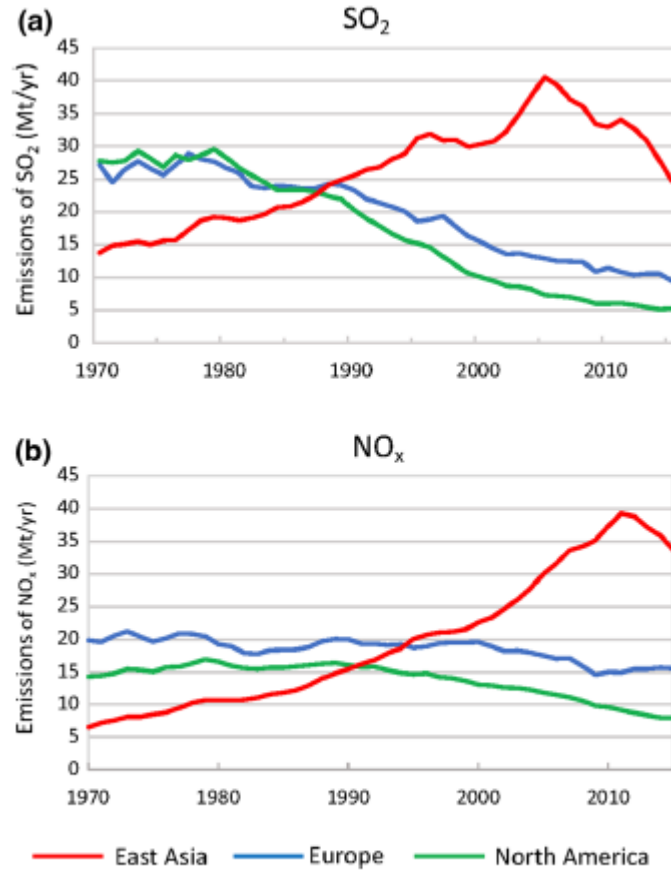 (a) SO₂
Emissions of SO₂ (Mt/yr)
45
40
35
30
25
20
15
10
5
0
1970 1980 1990 2000 2010
(b) NOₓ
Emissions of NOₓ (Mt/yr)
45
40
35
30
25
20
15
10
5
0
1970 1980 1990 2000 2010
East Asia Europe North America